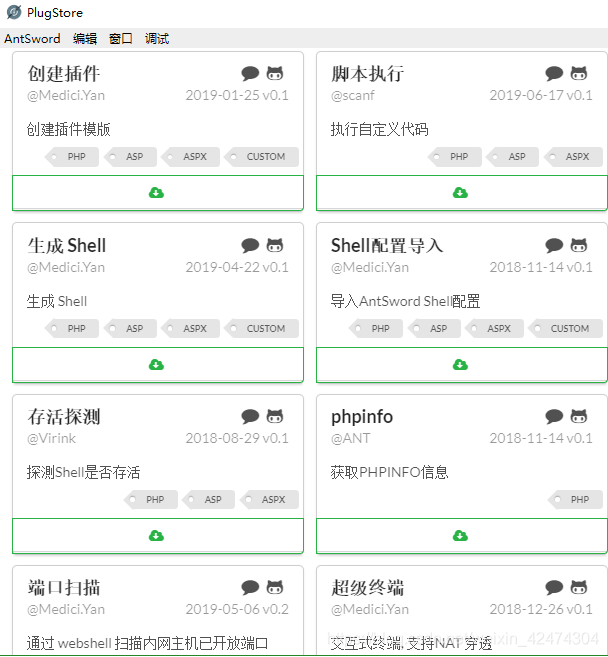 PlugStore
AntSword 编辑 窗口 调试
创建插件
@Medici.Yan 2019-01-25 v0.1
创建插件模版
PHP ASP ASPX CUSTOM
脚本执行
@scanf 2019-06-17 v0.1
执行自定义代码
PHP ASP ASPX
生成 Shell
@Medici.Yan 2019-04-22 v0.1
生成 Shell
PHP ASP ASPX CUSTOM
Shell配置导入
@Medici.Yan 2018-11-14 v0.1
导入AntSword Shell配置
PHP ASP ASPX CUSTOM
存活探测
@Virink 2018-08-29 v0.1
探测Shell是否存活
PHP ASP ASPX
phpinfo
@ANT 2018-11-14 v0.1
获取PHPINFO信息
PHP
端口扫描
@Medici.Yan 2019-05-06 v0.2
通过 webshell 扫描内网主机已开放端口
超级终端
@Medici.Yan 2018-12-26 v0.1
交互式终端, 支持NAT 穿透